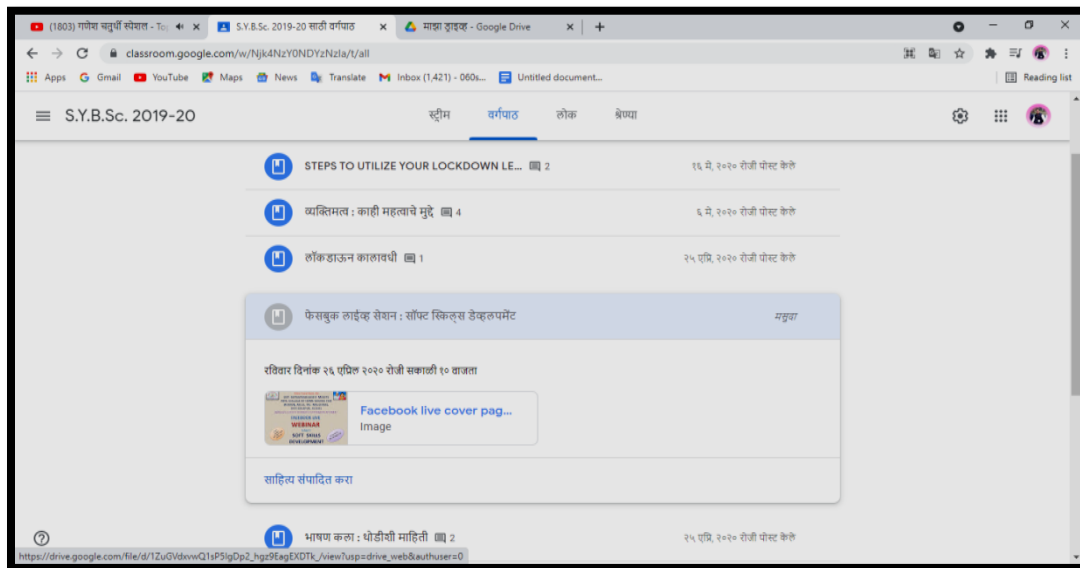 (1803) गणेश चतुर्थी स्पेशल - To
S.Y.B.Sc. 2019-20 साठी वर्गपाठ
माझा ड्राइव्ह - Google Drive
classroom.google.com/w/Njk4NzY0NDYzNzla/t/all
Apps Gmail YouTube Maps News Translate Inbox (1,421) - 060s... Untitled document... Reading list
S.Y.B.Sc. 2019-20 स्ट्रीम वर्गपाठ लोक श्रेण्या
STEPS TO UTILIZE YOUR LOCKDOWN LE... 2 १६ मे, २०२० रोजी पोस्ट केले
व्यक्तिमत्व : काही महत्वाचे मुद्दे 4 ६ मे, २०२० रोजी पोस्ट केले
लॉकडाऊन कालावधी 1 २५ एप्रि, २०२० रोजी पोस्ट केले
फेसबुक लाईव्ह सेशन : सॉफ्ट स्किल्स डेव्हलपमेंट मसुदा
रविवार दिनांक २६ एप्रिल २०२० रोजी सकाळी १० वाजता
WEBINAR
SOFT SKILLS
DEVELOPMENT
Facebook live cover pag...
Image
साहित्य संपादित करा
भाषण कला : थोडीशी माहिती 2 २५ एप्रि, २०२० रोजी पोस्ट केले
https://drive.google.com/file/d/1ZuGVdxvwQ1sP5lgDp2_hgz9EagEXDTk_/view?usp=drive_web&authuser=0